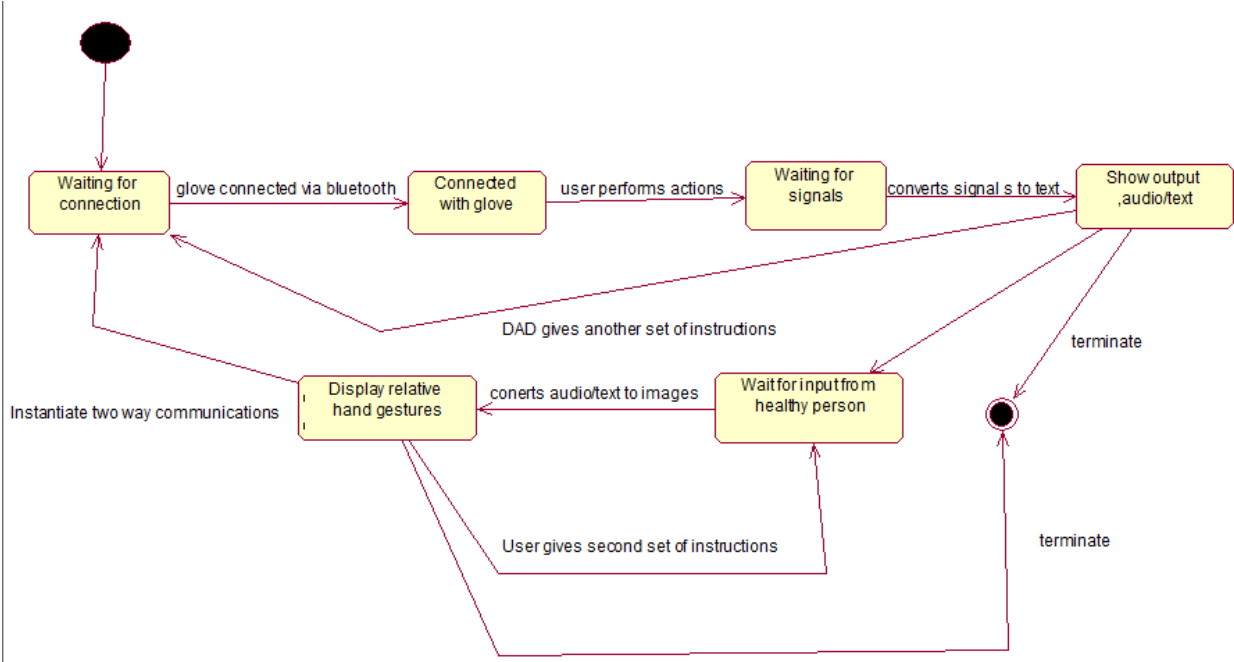 Waiting for
connection
glove connected via bluetooth
Connected
with glove
user performs actions
Waiting for
signals
converts signal s to text
Show output
,audio/text
DAD gives another set of instructions
terminate
Instantiate two way communications
Display relative
hand gestures
conerts audio/text to images
Wait for input from
healthy person
User gives second set of instructions
terminate